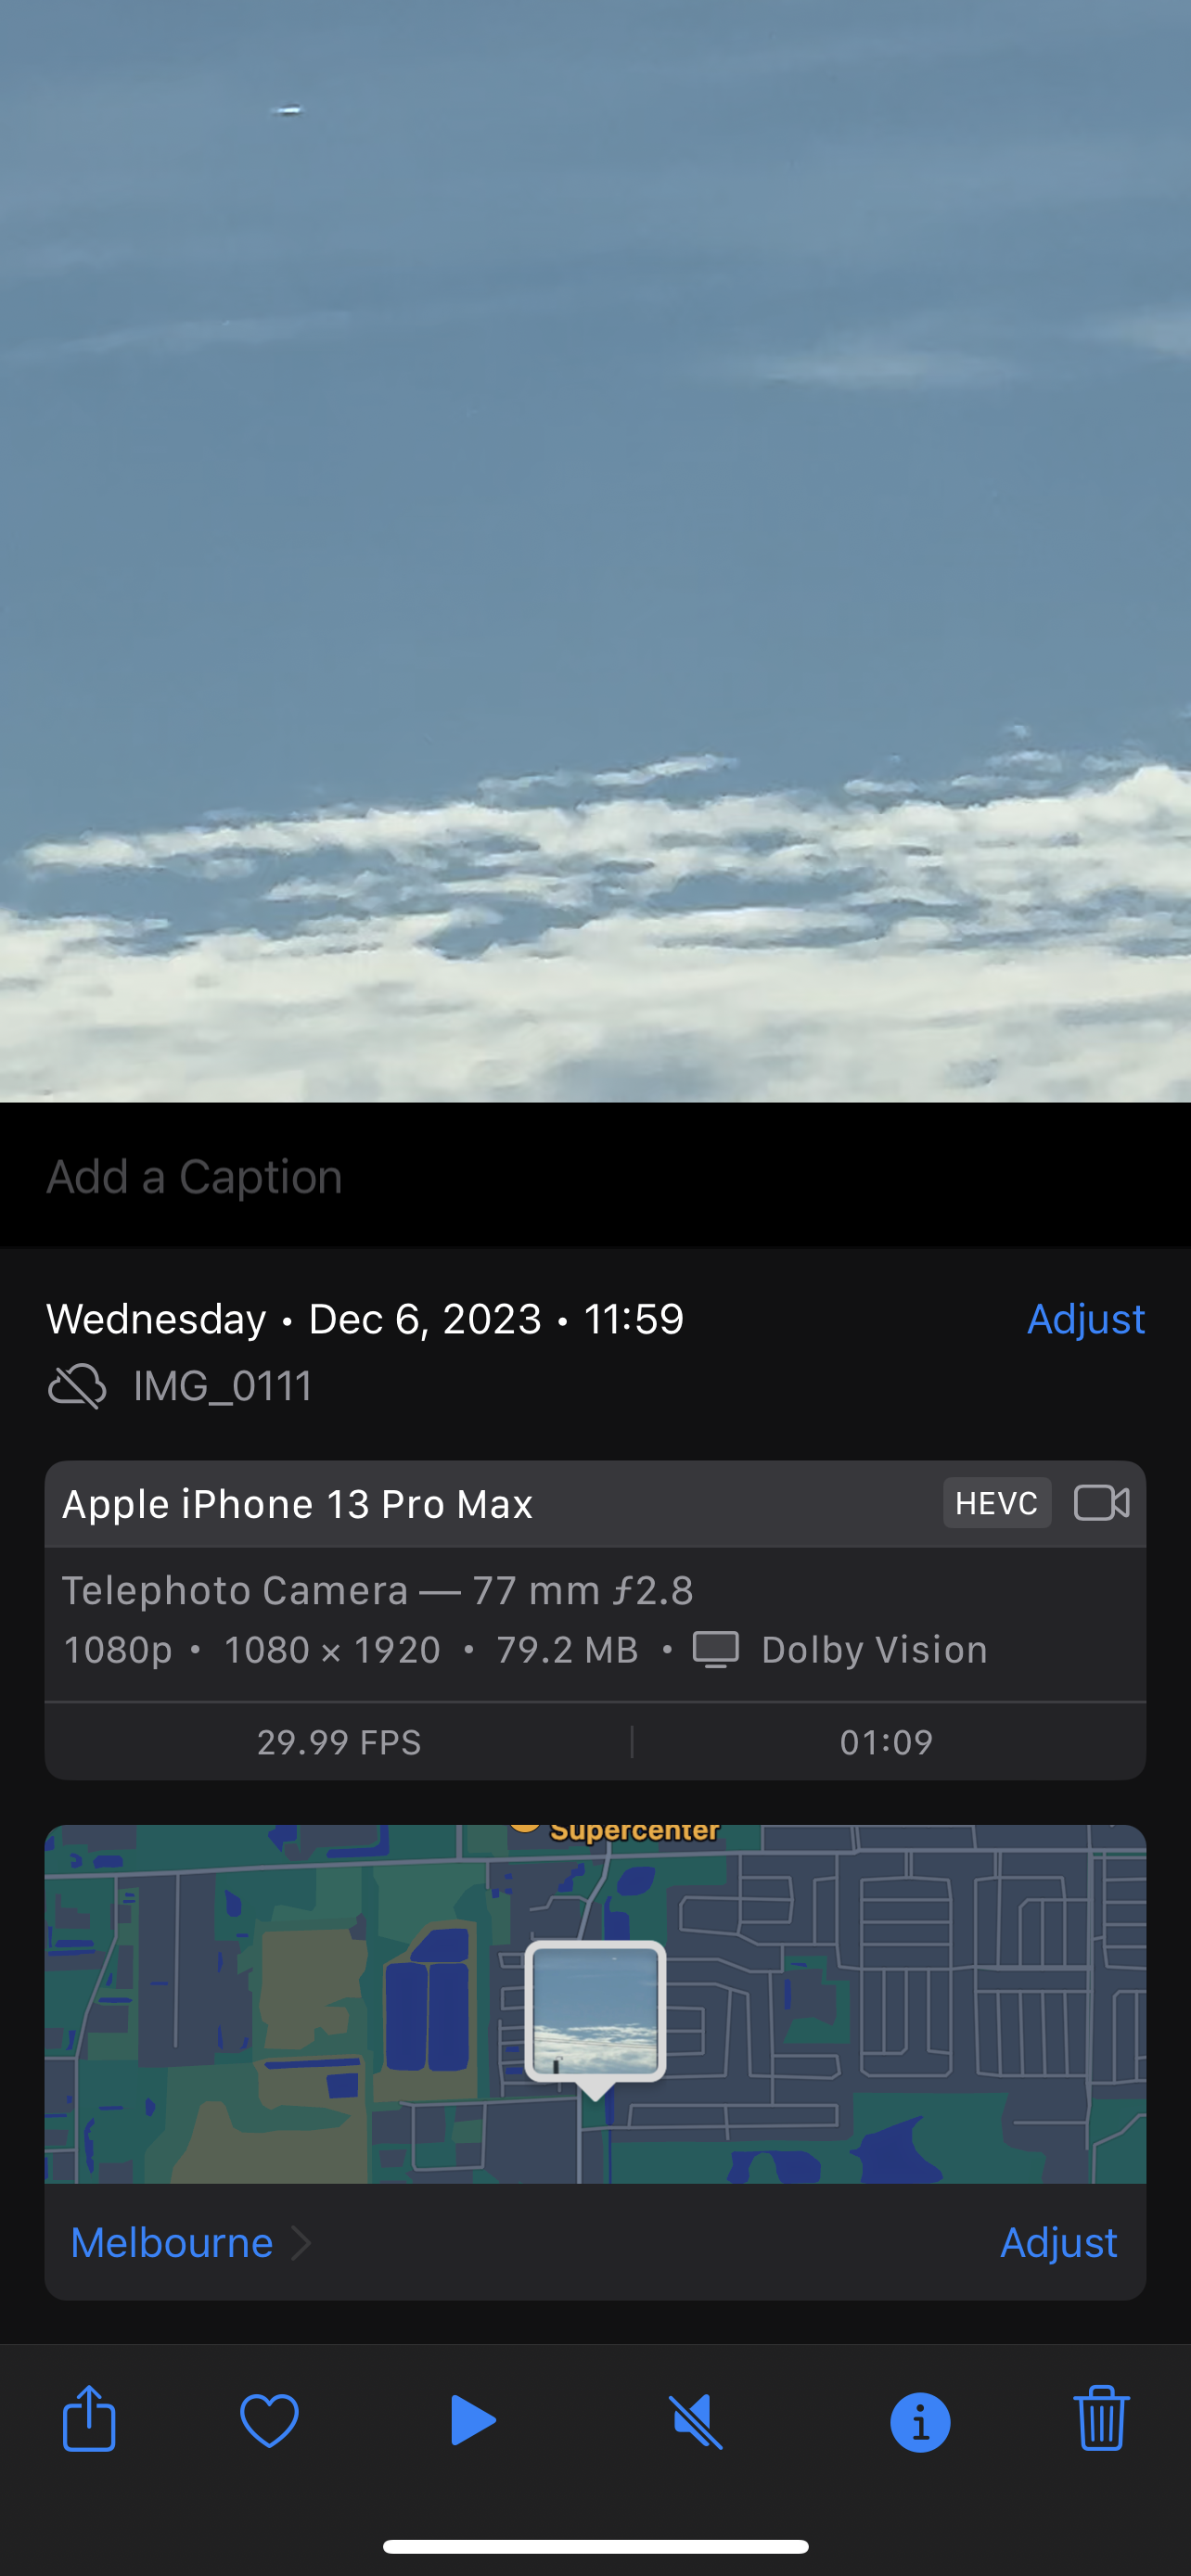 Add a Caption
Wednesday • Dec 6, 2023 • 11:59
Adjust
IMG_0111
Apple iPhone 13 Pro Max
HEVC
Telephoto Camera — 77 mm ƒ2.8
1080p • 1080 × 1920 • 79.2 MB • Dolby Vision
29.99 FPS
01:09
Supercenter
Melbourne
Adjust